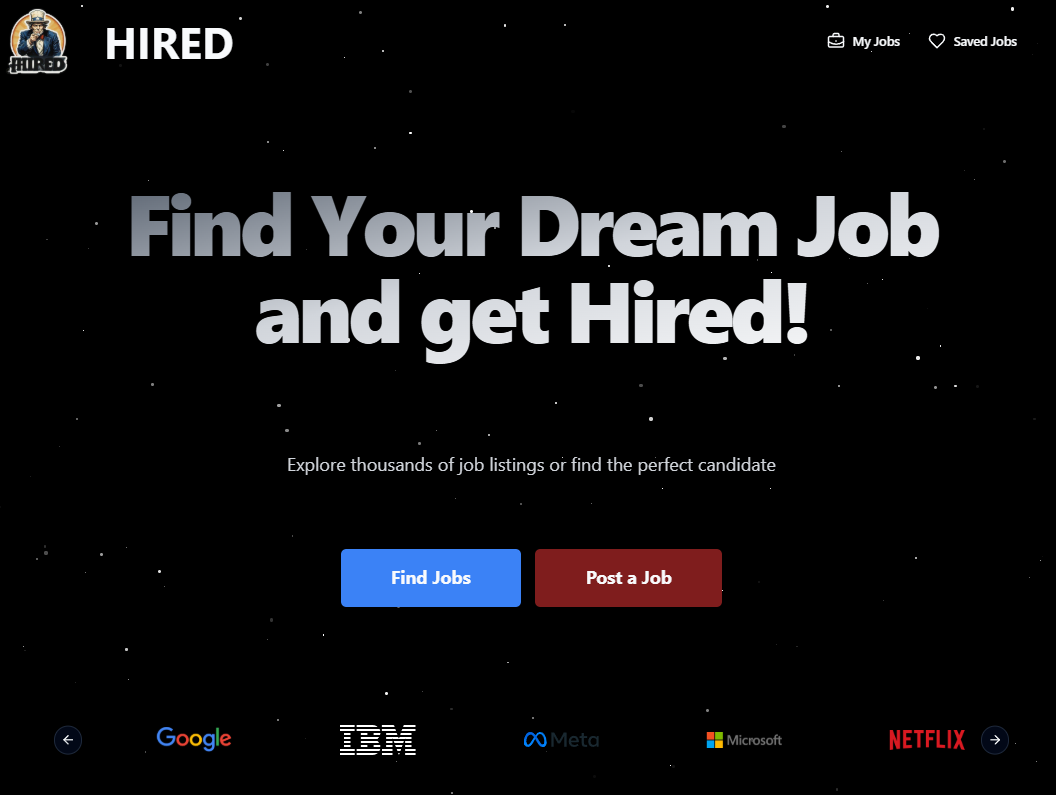 HIRED
HIRED
My Jobs
Saved Jobs
Find Your Dream Job
and get Hired!
Explore thousands of job listings or find the perfect candidate
Find Jobs
Post a Job
Google
IBM
Meta
Microsoft
NETFLIX